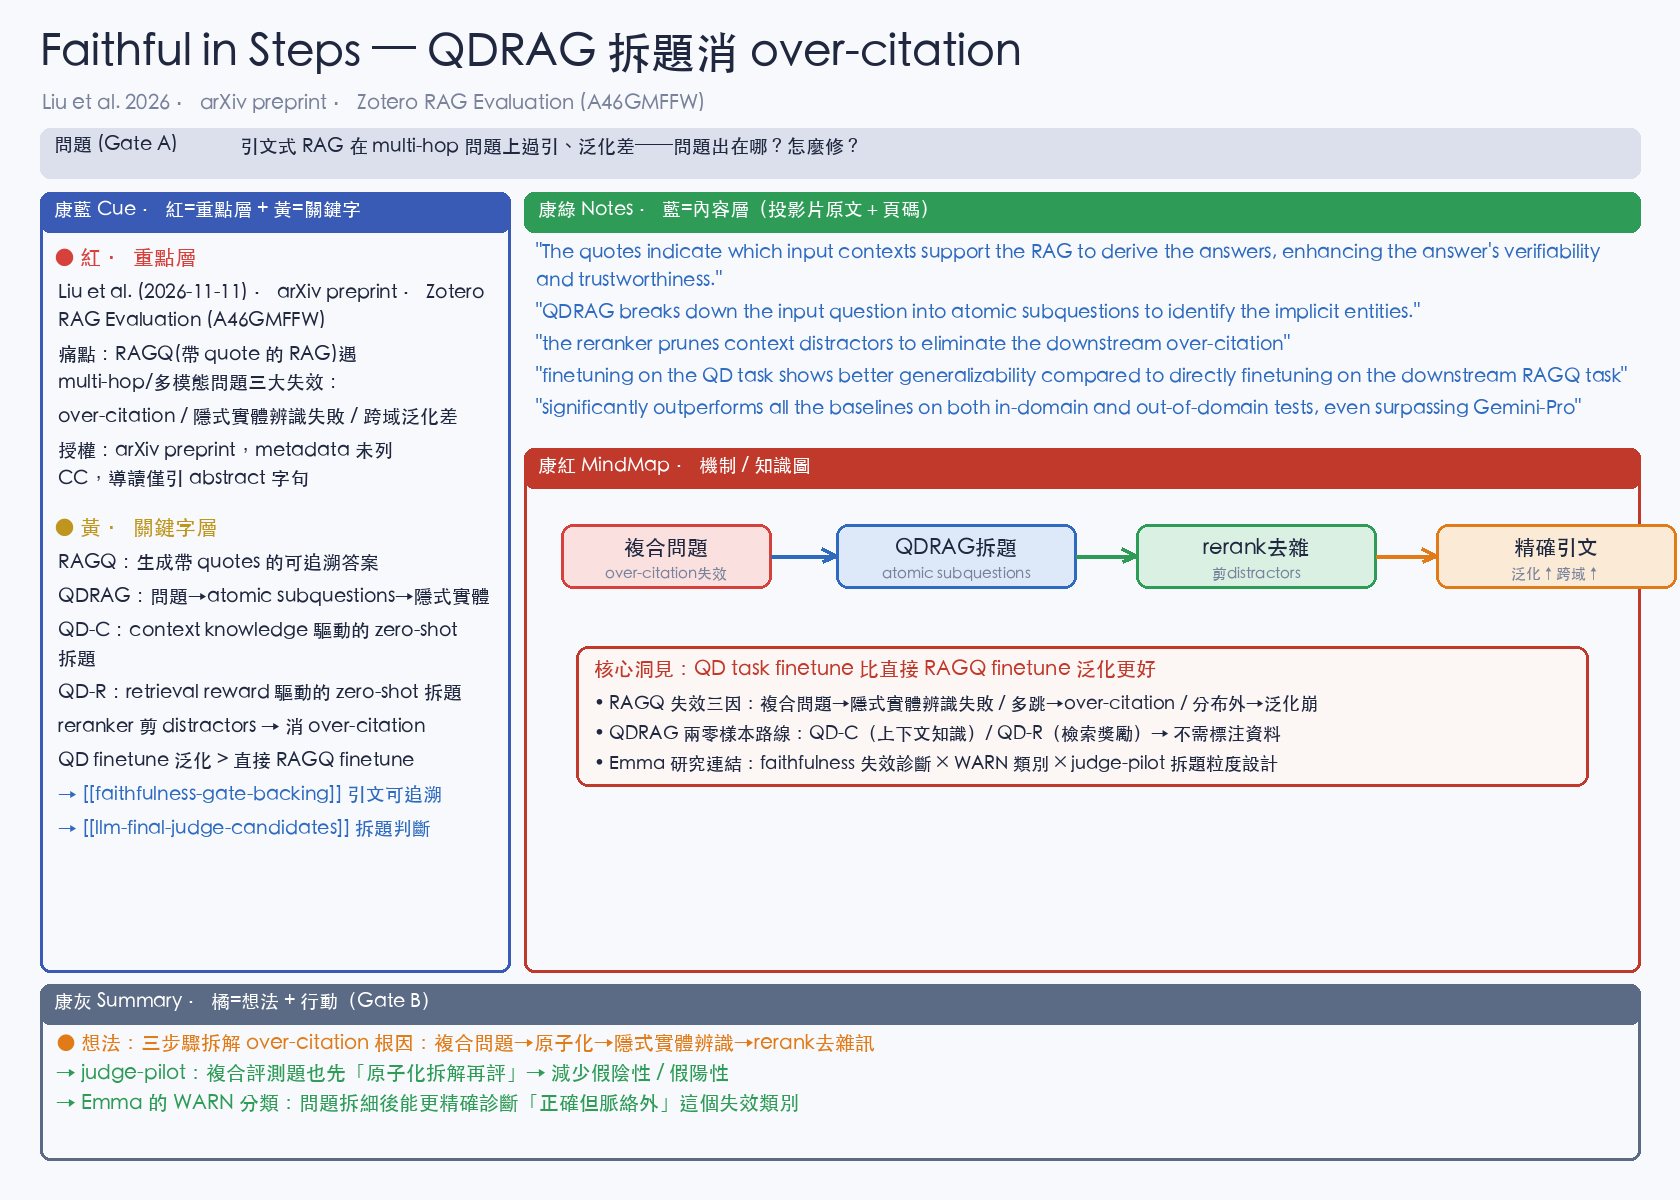 Faithful in Steps — QDRAG 拆題消 over-citation
Liu et al. 2026 · arXiv preprint · Zotero RAG Evaluation (A46GMFFW)
問題 (Gate A) 引文式 RAG 在 multi-hop 問題上過引、泛化差——問題出在哪？怎麼修？
康藍 Cue · 紅=重點層 + 黃=關鍵字
● 紅 · 重點層
Liu et al. (2026-11-11) · arXiv preprint · Zotero
RAG Evaluation (A46GMFFW)
痛點：RAGQ(帶 quote 的 RAG)遇
multi-hop/多模態問題三大失效：
over-citation / 隱式實體辨識失敗 / 跨域泛化差
授權：arXiv preprint，metadata 未列
CC，導讀僅引 abstract 字句
● 黃 · 關鍵字層
RAGQ：生成帶 quotes 的可追溯答案
QDRAG：問題→atomic subquestions→隱式實體
QD-C：context knowledge 驅動的 zero-shot
拆題
QD-R：retrieval reward 驅動的 zero-shot 拆題
reranker 剪 distractors → 消 over-citation
QD finetune 泛化 > 直接 RAGQ finetune
→ [[faithfulness-gate-backing]] 引文可追溯
→ [[llm-final-judge-candidates]] 拆題判斷
康綠 Notes · 藍=內容層（投影片原文 + 頁碼）
"The quotes indicate which input contexts support the RAG to derive the answers, enhancing the answer's verifiability
and trustworthiness."
"QDRAG breaks down the input question into atomic subquestions to identify the implicit entities."
"the reranker prunes context distractors to eliminate the downstream over-citation"
"finetuning on the QD task shows better generalizability compared to directly finetuning on the downstream RAGQ task"
"significantly outperforms all the baselines on both in-domain and out-of-domain tests, even surpassing Gemini-Pro"
康紅 MindMap · 機制 / 知識圖
複合問題
over-citation失效
QDRAG拆題
atomic subquestions
rerank去雜
剪distractors
精確引文
泛化↑跨域↑
核心洞見：QD task finetune 比直接 RAGQ finetune 泛化更好
• RAGQ 失效三因：複合問題→隱式實體辨識失敗 / 多跳→over-citation / 分布外→泛化崩
• QDRAG 兩零樣本路線：QD-C（上下文知識）/ QD-R（檢索獎勵）→ 不需標注資料
• Emma 研究連結：faithfulness 失效診斷 × WARN 類別 × judge-pilot 拆題粒度設計
康灰 Summary · 橘=想法 + 行動（Gate B）
● 想法：三步驟拆解 over-citation 根因：複合問題→原子化→隱式實體辨識→rerank去雜訊
→ judge-pilot：複合評測題也先「原子化拆解再評」→ 減少假陰性 / 假陽性
→ Emma 的 WARN 分類：問題拆細後能更精確診斷「正確但脈絡外」這個失效類別